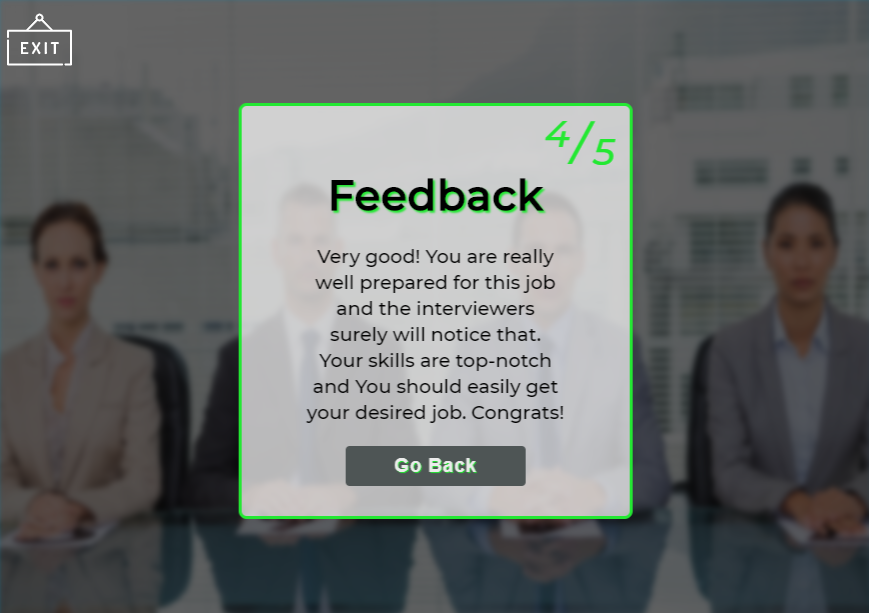 EXIT
4/5
Feedback
Very good! You are really
well prepared for this job
and the interviewers
surely will notice that.
Your skills are top-notch
and You should easily get
your desired job. Congrats!
Go Back